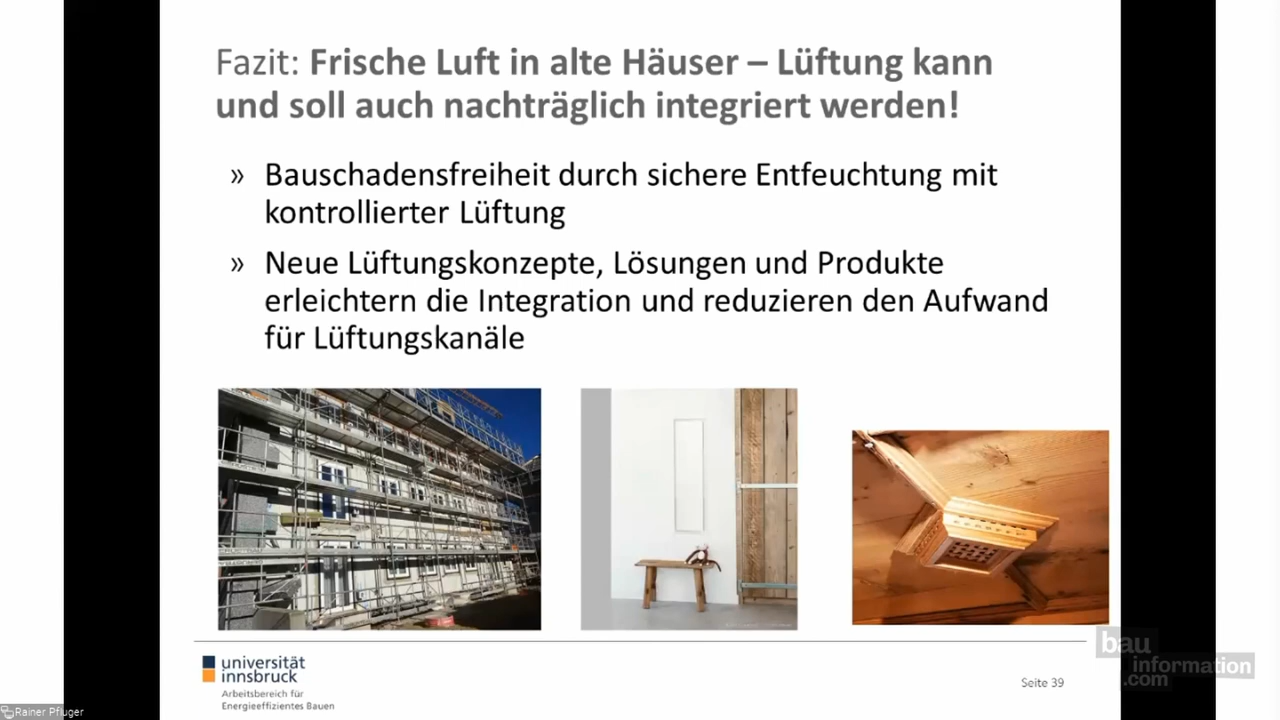 Fazit: Frische Luft in alte Häuser – Lüftung kann
und soll auch nachträglich integriert werden!
» Bauschadensfreiheit durch sichere Entfeuchtung mit
kontrollierter Lüftung
» Neue Lüftungskonzepte, Lösungen und Produkte
erleichtern die Integration und reduzieren den Aufwand
für Lüftungskanäle
universität
innsbruck
Arbeitsbereich für
Energieeffizientes Bauen
Seite 39
bau
information
.com
Rainer Pfluger